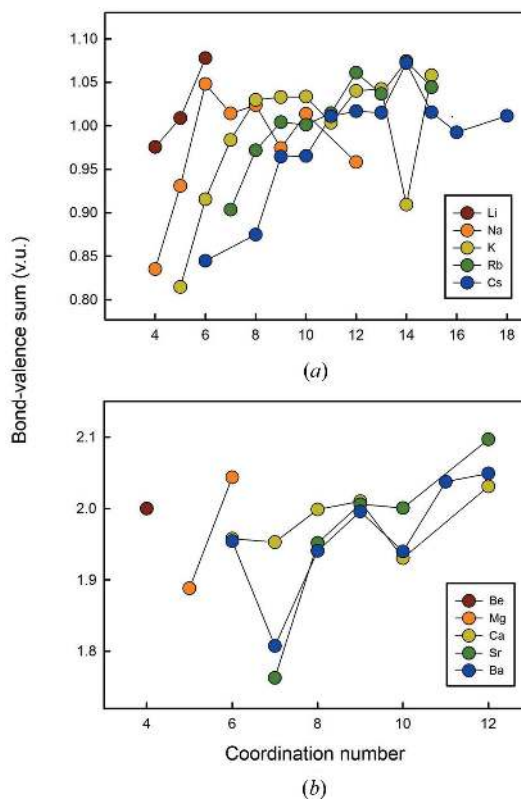 1.10
1.05
1.00
0.95
0.90
0.85
0.80
Li
Na
K
Rb
Cs
4 6 8 10 12 14 16 18
(a)
Bond-valence sum (v.u.)
2.1
2.0
1.9
1.8
Be
Mg
Ca
Sr
Ba
4 6 8 10 12
Coordination number
(b)